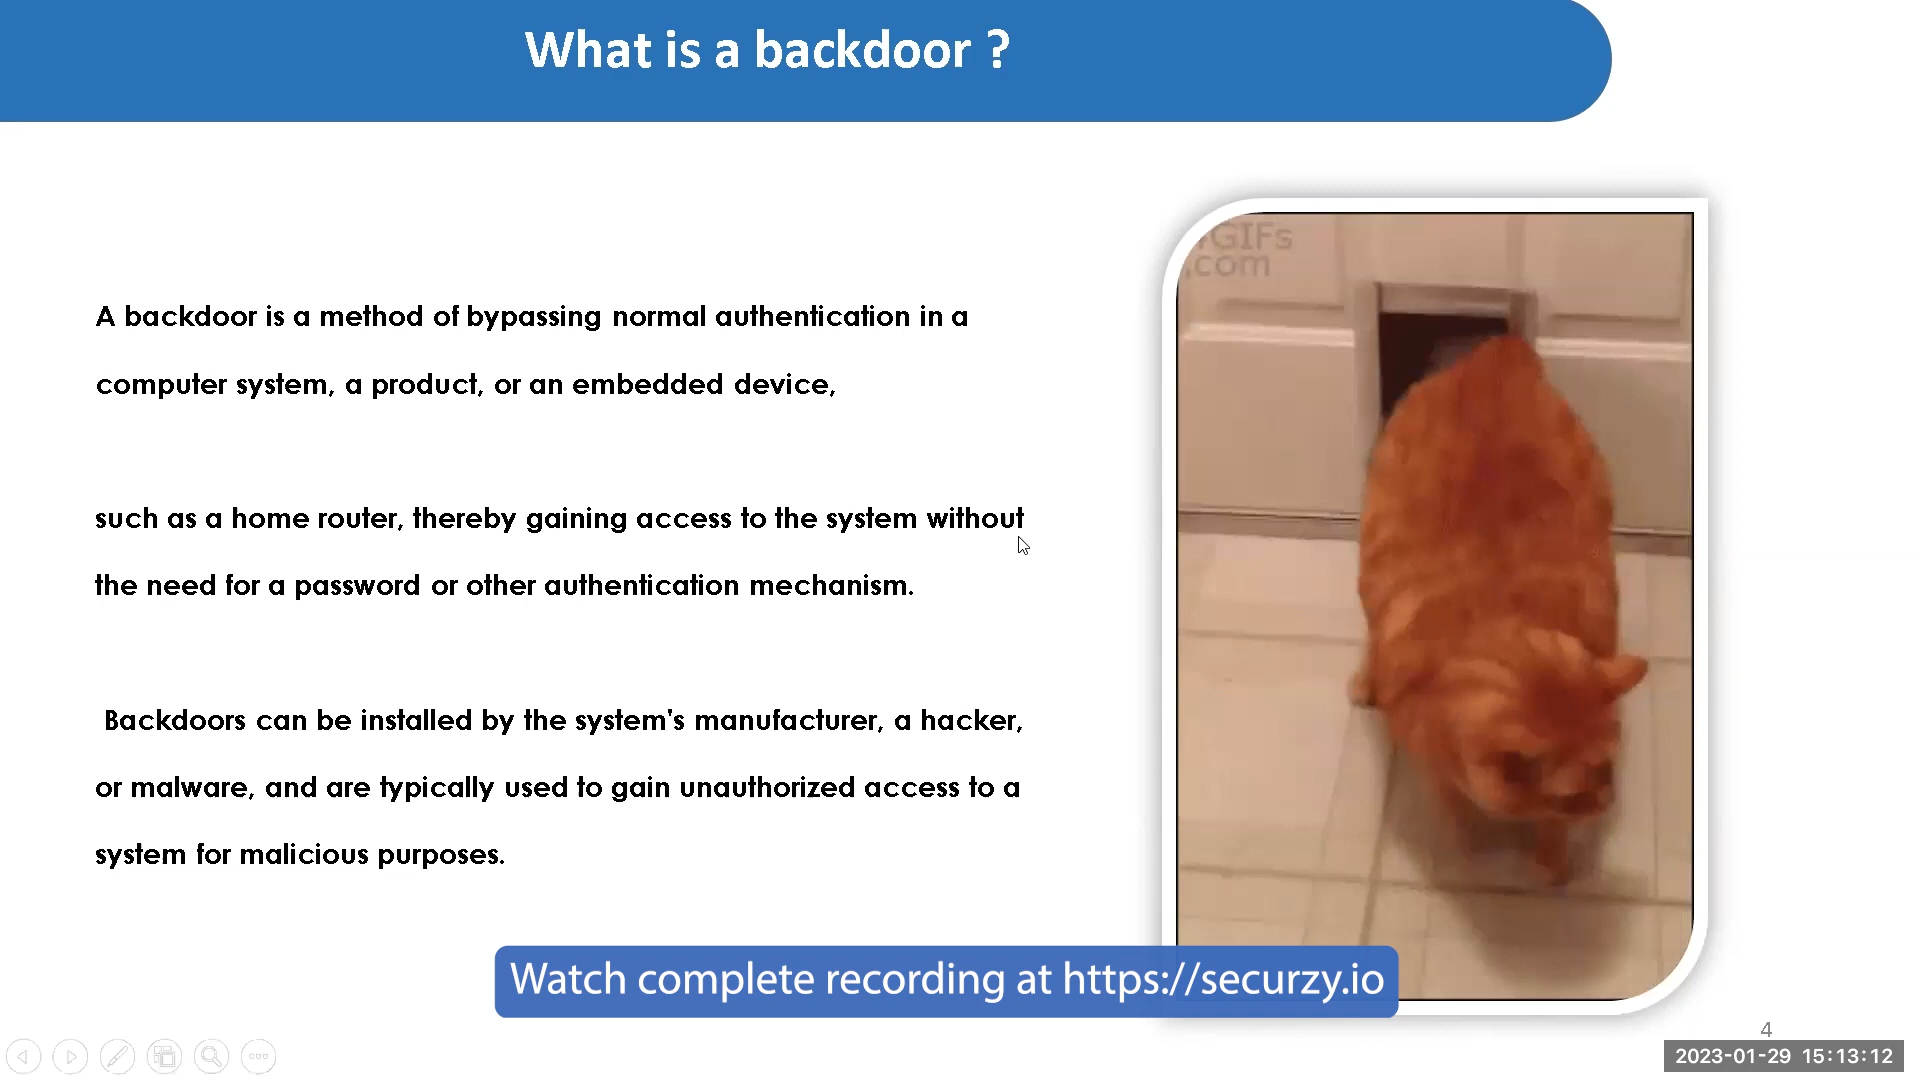 What is a backdoor ?
A backdoor is a method of bypassing normal authentication in a
computer system, a product, or an embedded device,
such as a home router, thereby gaining access to the system without
the need for a password or other authentication mechanism.
Backdoors can be installed by the system's manufacturer, a hacker,
or malware, and are typically used to gain unauthorized access to a
system for malicious purposes.
GIFs
.com
Watch complete recording at https://securzy.io
4
2023-01-29 15:13:12